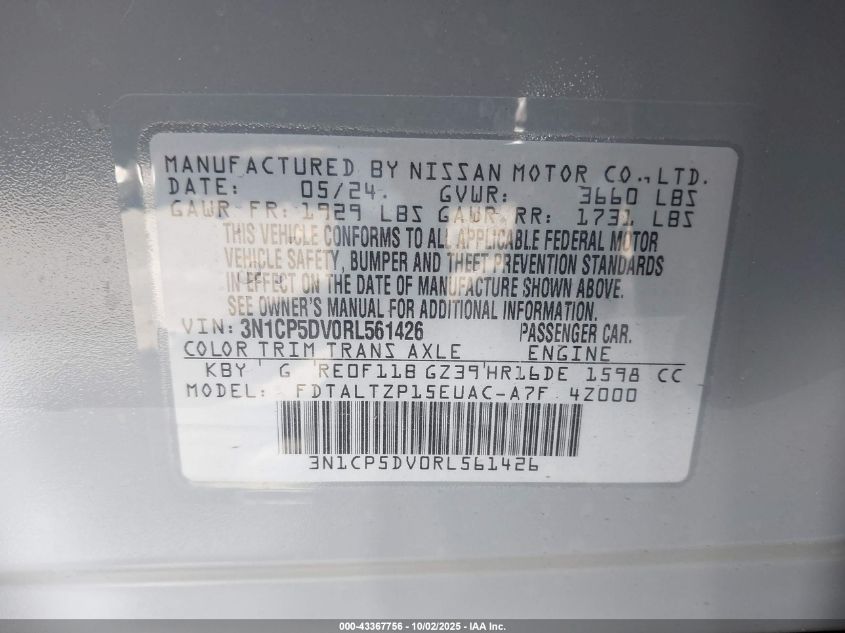 MANUFACTURED BY NISSAN MOTOR CO., LTD.
DATE: 05/24. GVWR: 3660 LBS
GAWR FR: 1929 LBS GAWR RR: 1731 LBS
THIS VEHICLE CONFORMS TO ALL APPLICABLE FEDERAL MOTOR
VEHICLE SAFETY, BUMPER AND THEFT PREVENTION STANDARDS
IN EFFECT ON THE DATE OF MANUFACTURE SHOWN ABOVE.
SEE OWNER'S MANUAL FOR ADDITIONAL INFORMATION.
VIN: 3N1CP5DV0RL561426 PASSENGER CAR.
COLOR TRIM TRANS AXLE ENGINE
KBY G RE0F11B GZ39 HR16DE 1598 CC
MODEL: FDTALTZP15EUAC-A7F 4Z000
3N1CP5DV0RL561426
000-43367756 - 10/02/2025 - IAA Inc.